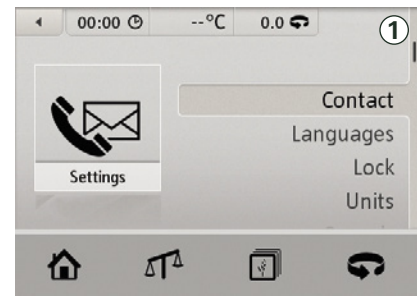 00:00 --°C 0.0 1
Contact
Languages
Lock
Settings
Units